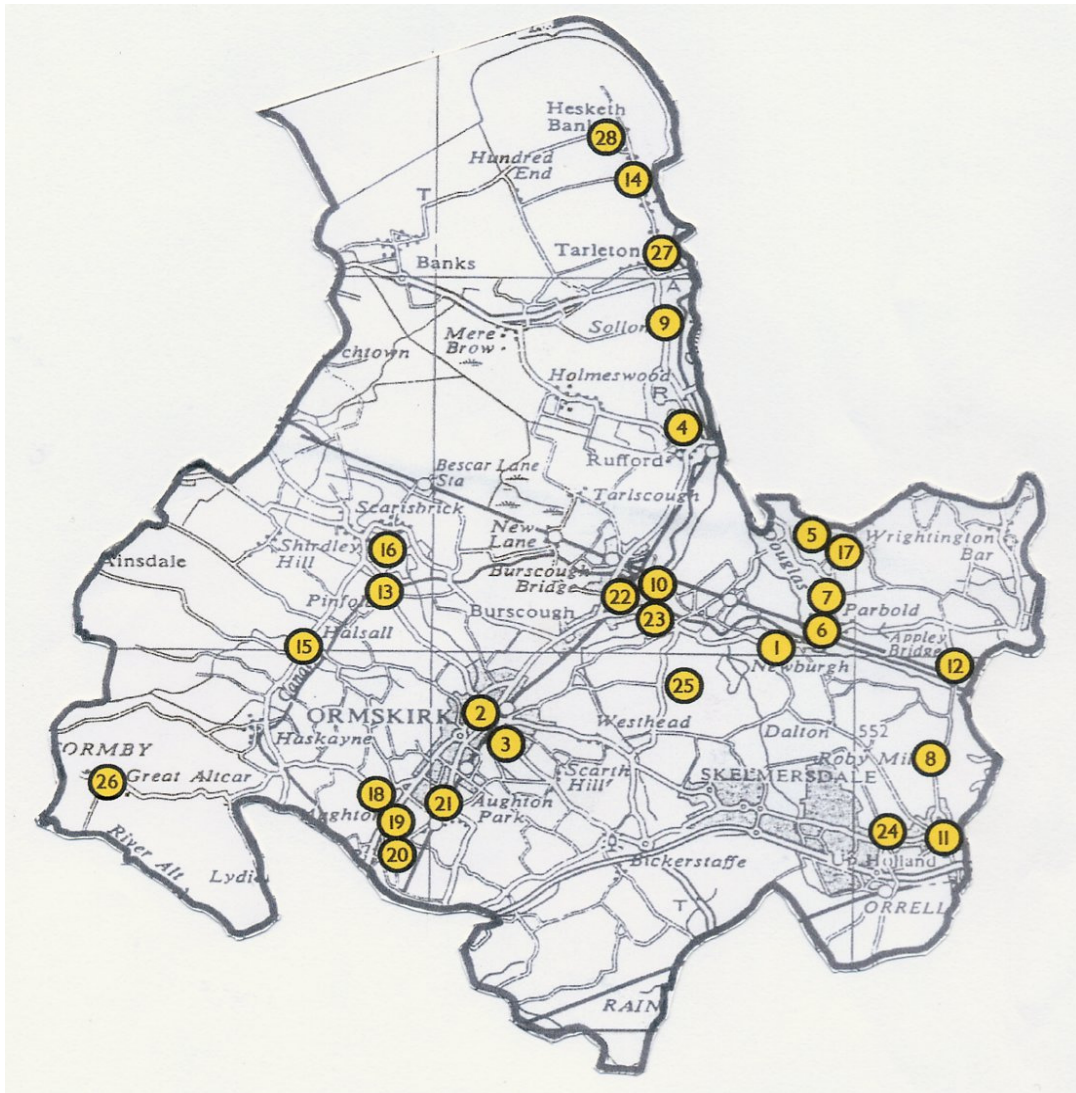 Hesketh
Bank
28
Hundred
End
14
T
Tarleton
27
Banks
A
9
Mere
Brow
chtown
Holmeswood
R
4
Rufford
Bescar Lane
Sta
Tarlscough
Scarisbrick
New
Lane
5
17
Wrightington
Bar
Shirdley
Hill
16
Ainsdale
Douglas
Burscough
Bridge
10
22
7
13
Pinfold
Burscough
23
Parbold
6
Halsall
15
Appley
Bridge
1
Newburgh
12
Canal
25
2
ORMSKIRK
Westhead
Dalton
552
Haskayne
3
ORMBY
Roby Mill
8
Scarth
Hill
SKELMERSDALE
26
Great Altcar
18
21
Aughton
Park
Aughton
19
24
11
20
River Alt
Bickerstaffe
Up Holland
Lydia
T
ORRELL
RAIN